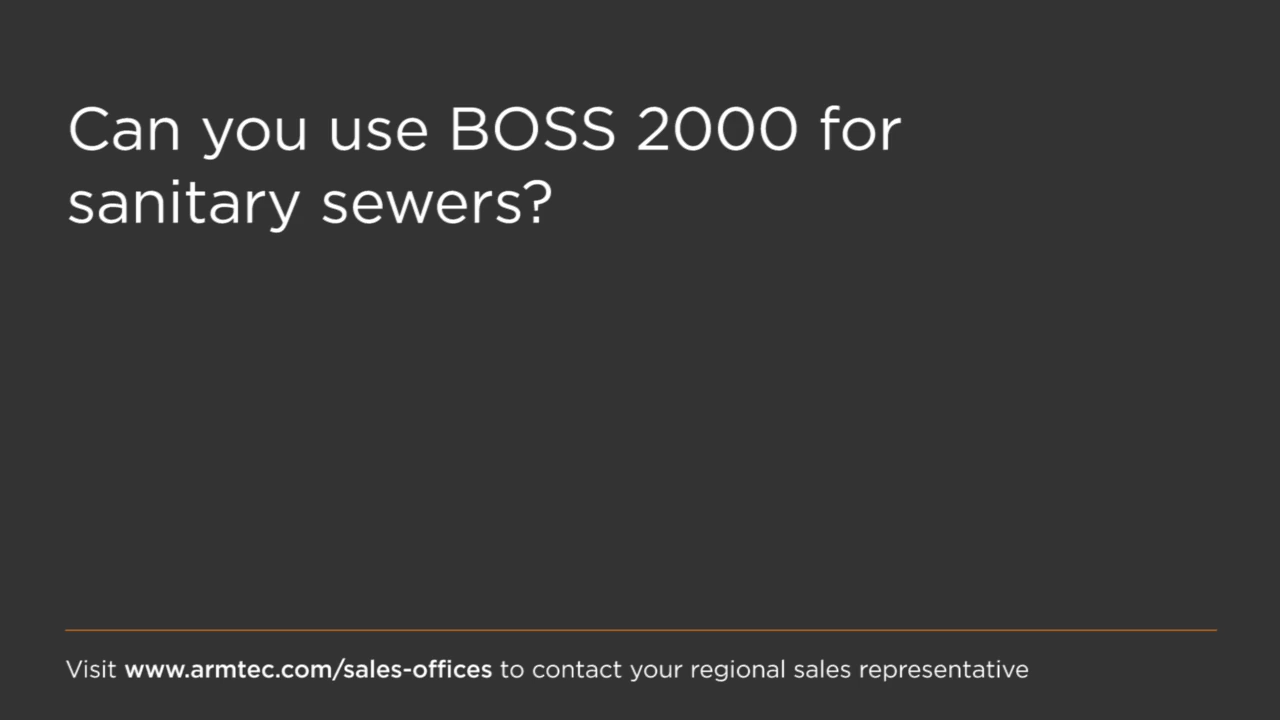 Can you use BOSS 2000 for
sanitary sewers?
Visit www.armtec.com/sales-offices to contact your regional sales representative